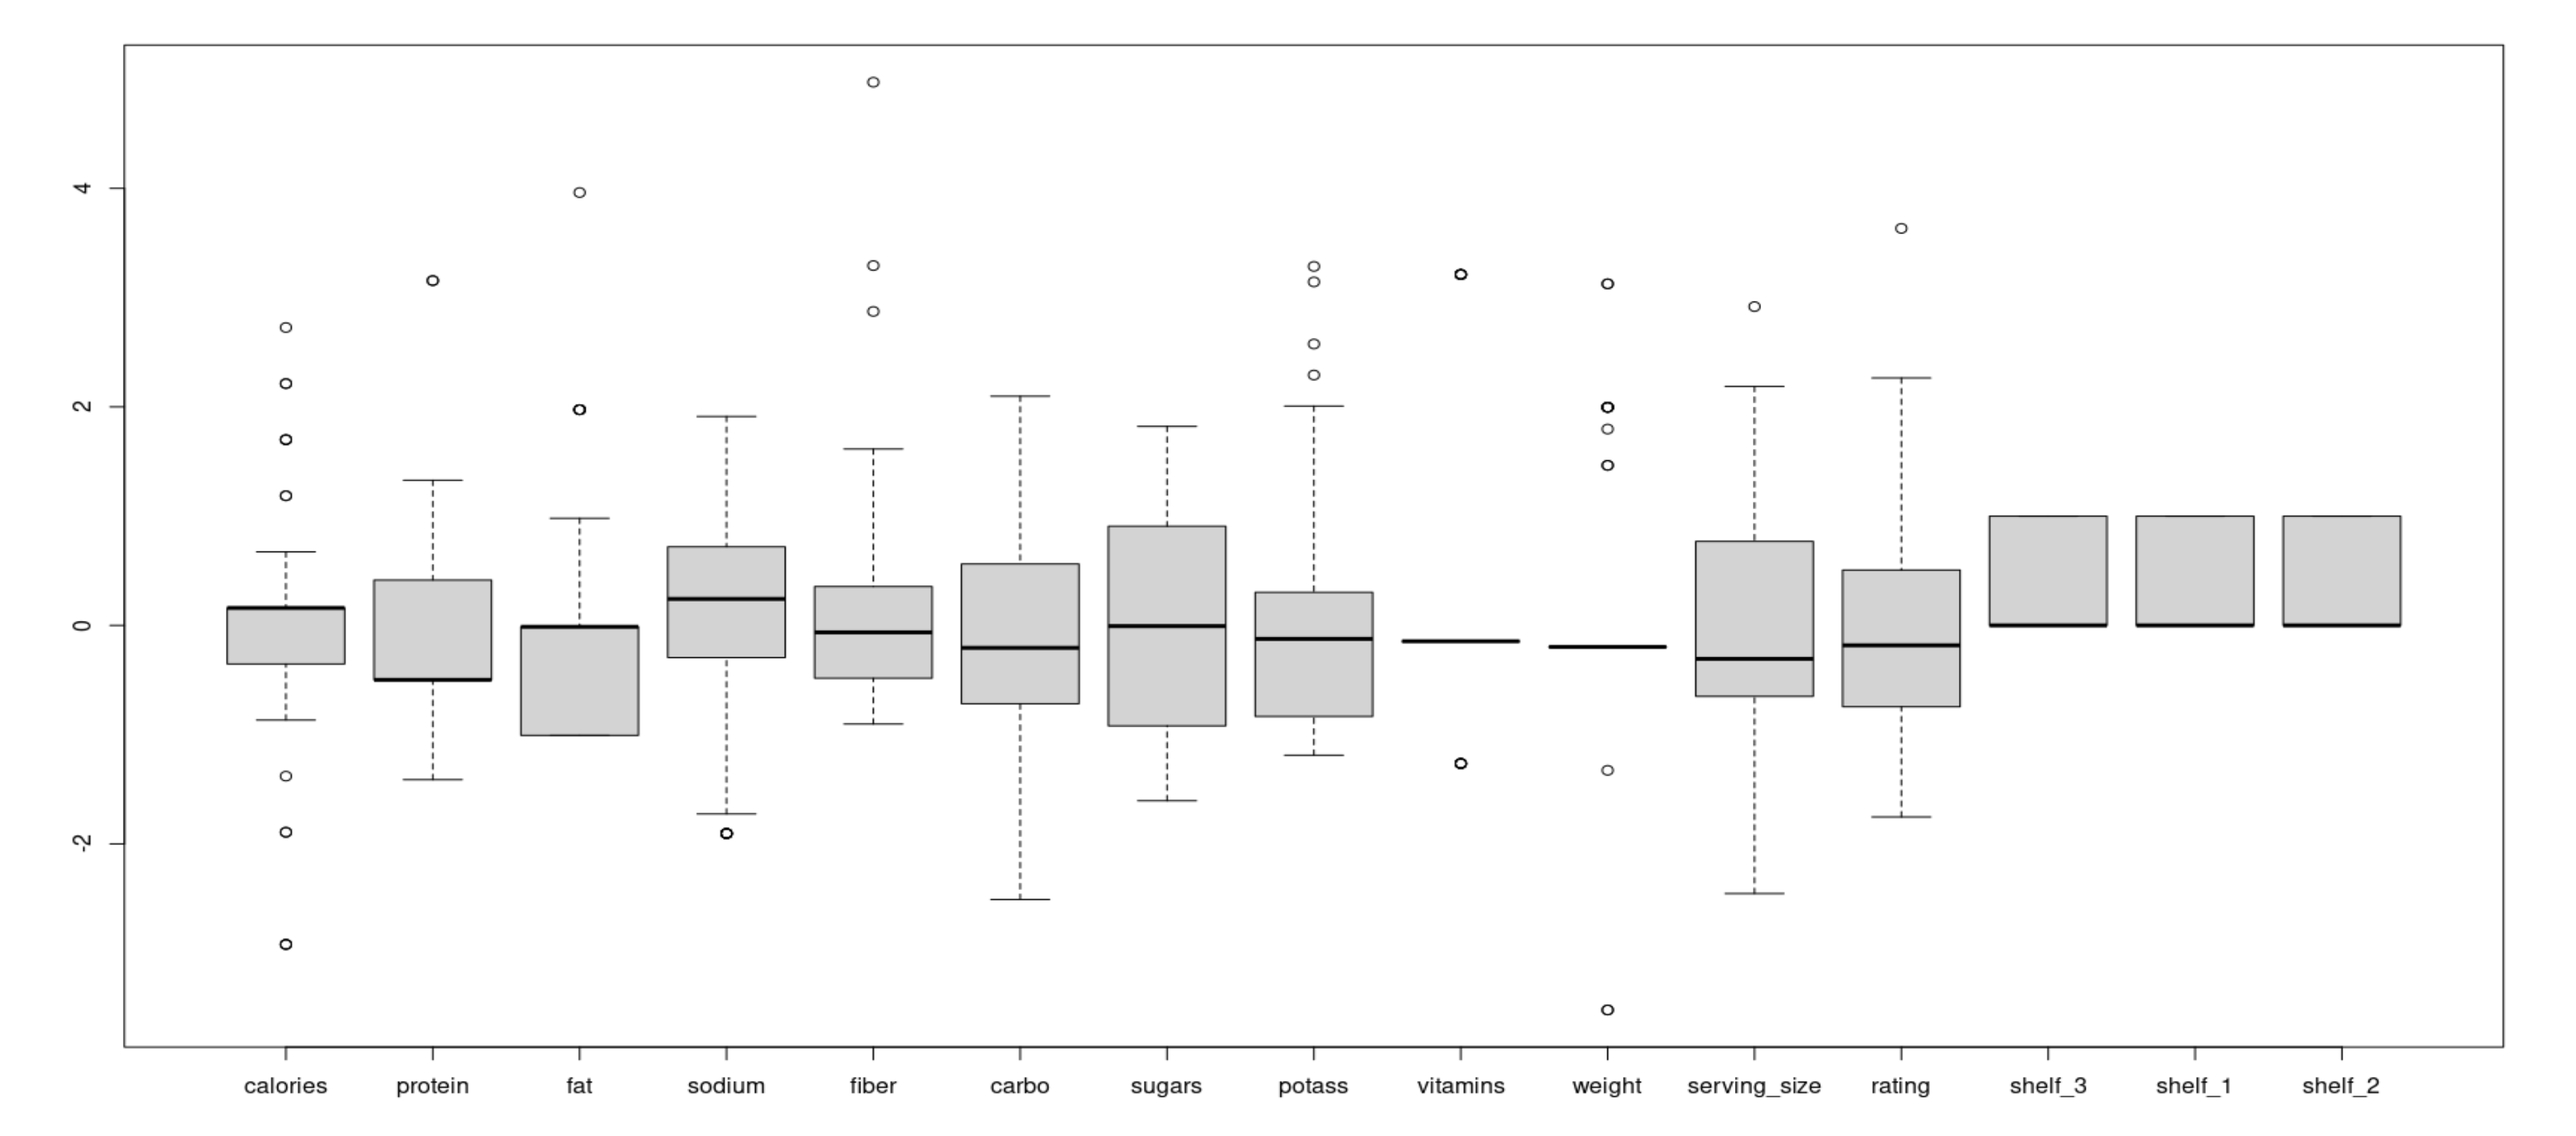 4
2
0
-2
calories protein fat sodium fiber carbo sugars potass vitamins weight serving_size rating shelf_3 shelf_1 shelf_2